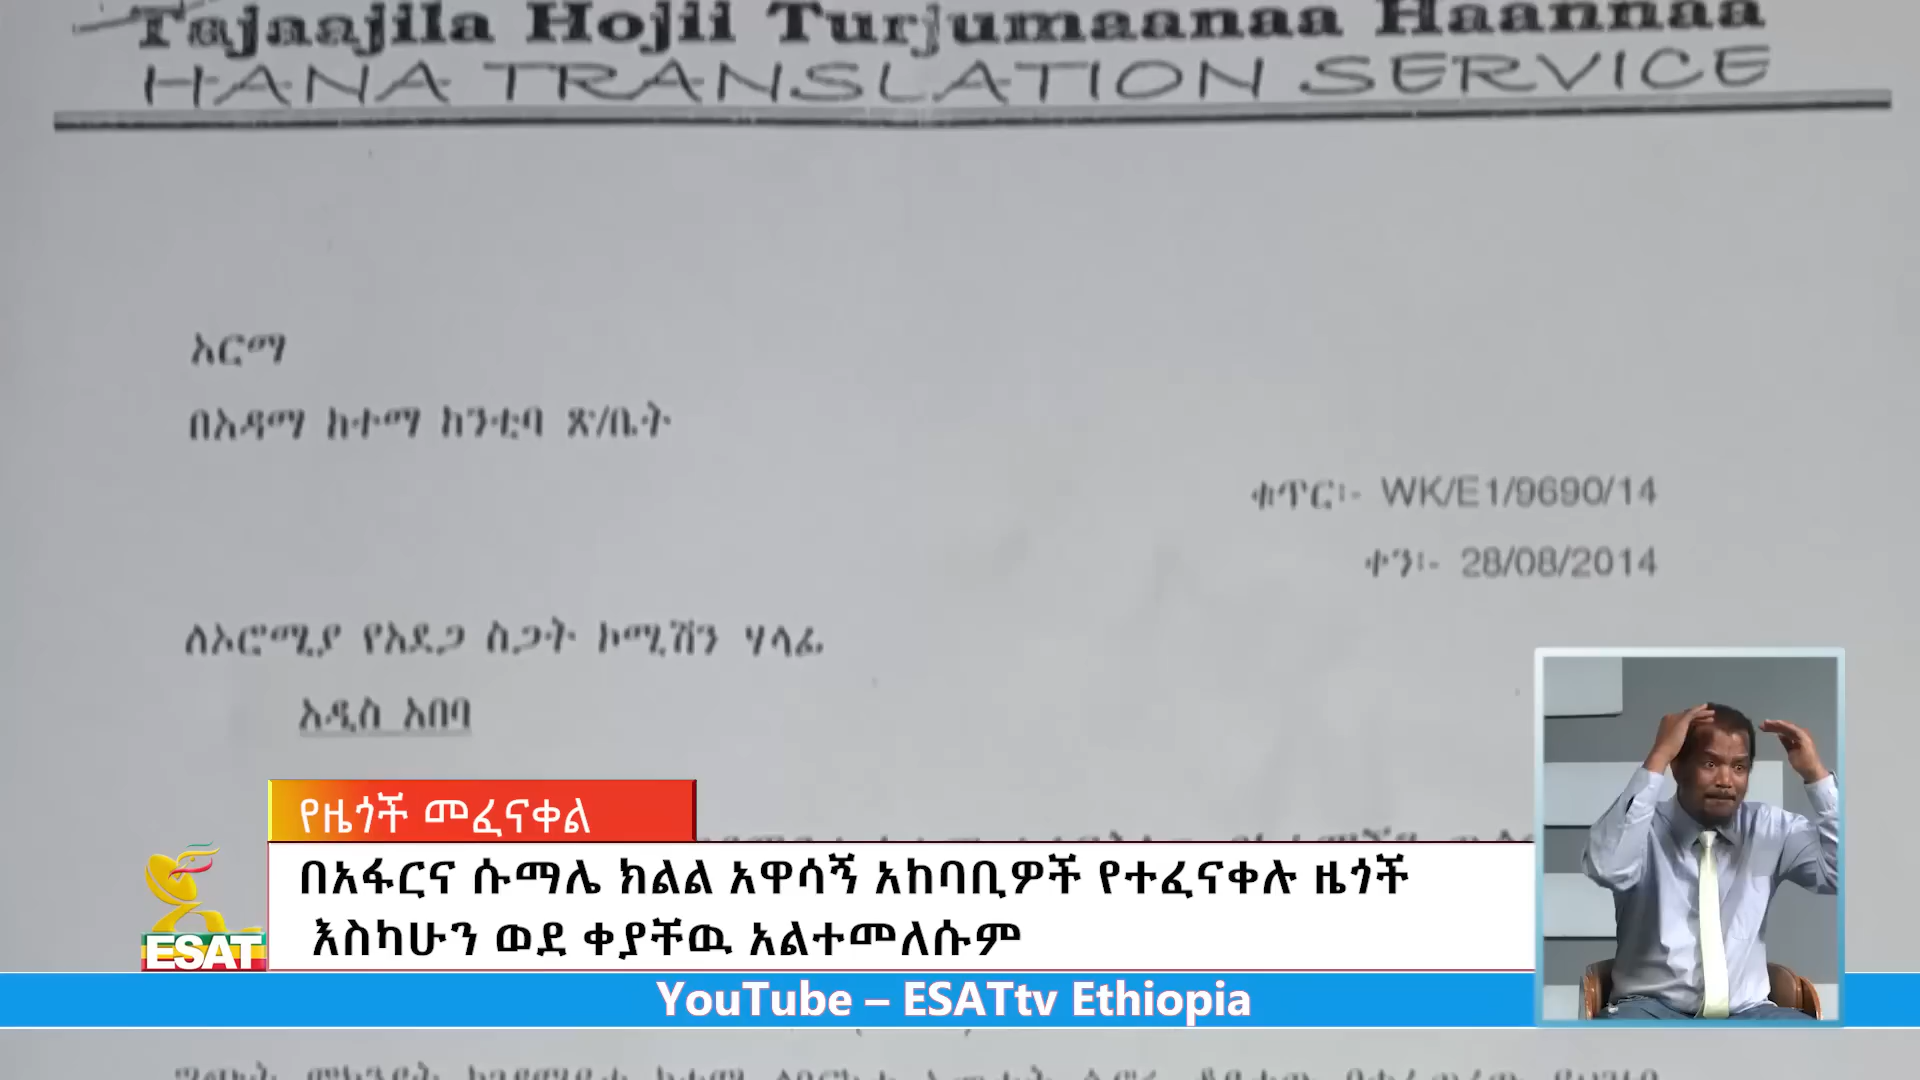 Tajaajila Hojii Turjumaanaa Haannaa
HANA TRANSLATION SERVICE
አርማ
በአዳማ ከተማ ከንቲባ ጽ/ቤት
ቁጥር፡- WK/E1/9690/14
ቀን፡- 28/08/2014
ለኦሮሚያ የአደጋ ስጋት ኮሚሽን ሃላፊ
አዲስ አበባ
የዜጎች መፈናቀል
በአፋርና ሱማሌ ክልል አዋሳኝ አከባቢዎች የተፈናቀሉ ዜጎች
እስካሁን ወደ ቀያቸዉ አልተመለሱም
ESAT
YouTube – ESATtv Ethiopia